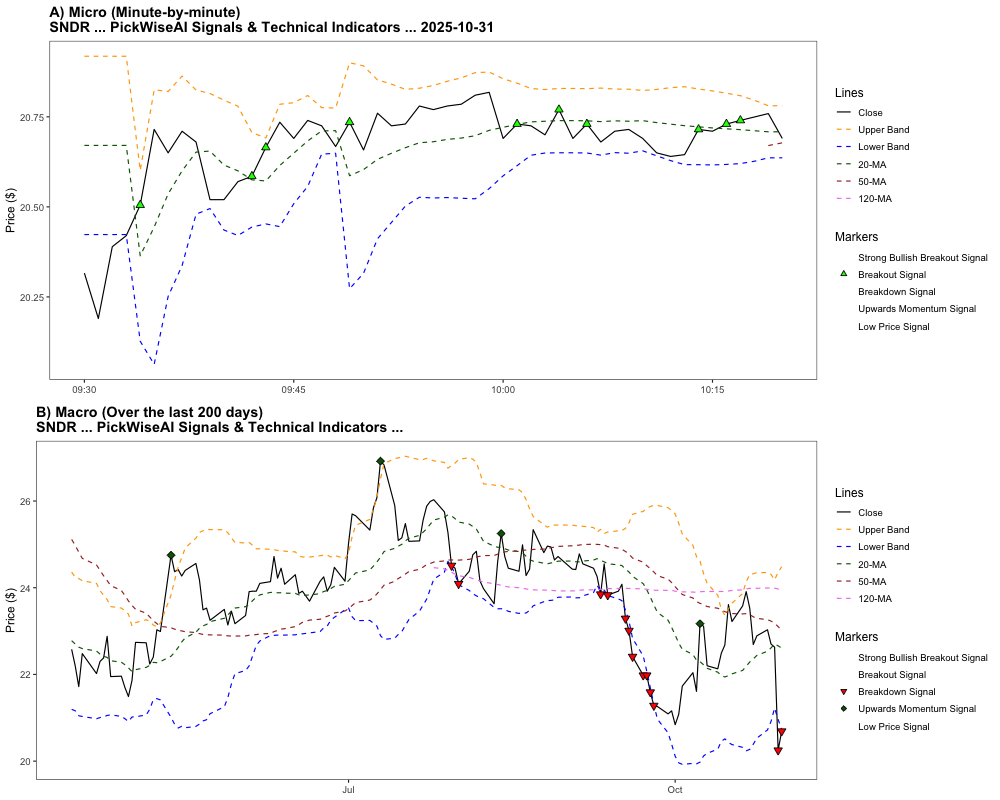 A) Micro (Minute-by-minute)
SNDR ... PickWiseAI Signals & Technical Indicators ... 2025-10-31
Price ($)
20.75
20.50
20.25
09:30
09:45
10:00
10:15
Lines
Close
Upper Band
Lower Band
20-MA
50-MA
120-MA
Markers
Strong Bullish Breakout Signal
Breakout Signal
Breakdown Signal
Upwards Momentum Signal
Low Price Signal
B) Macro (Over the last 200 days)
SNDR ... PickWiseAI Signals & Technical Indicators ...
Price ($)
26
24
22
20
Jul
Oct
Lines
Close
Upper Band
Lower Band
20-MA
50-MA
120-MA
Markers
Strong Bullish Breakout Signal
Breakout Signal
Breakdown Signal
Upwards Momentum Signal
Low Price Signal